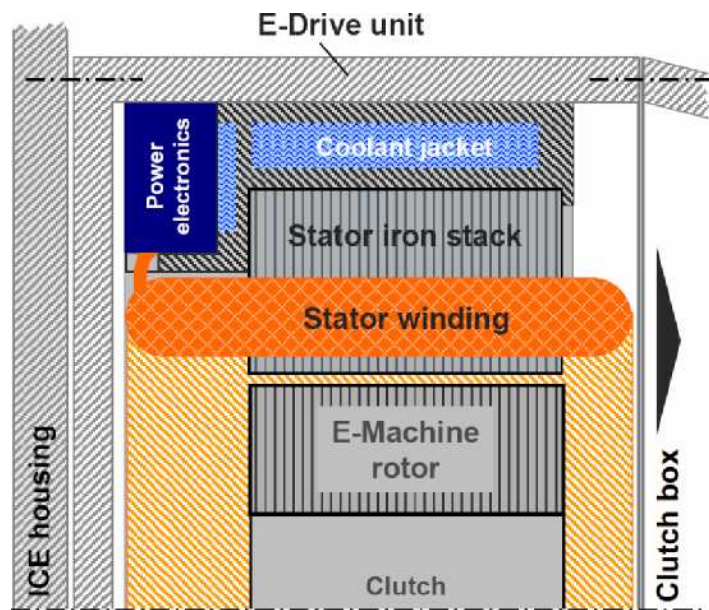 E-Drive unit
Power
electronics
Coolant jacket
Stator iron stack
Stator winding
E-Machine
rotor
Clutch
ICE housing
Clutch box